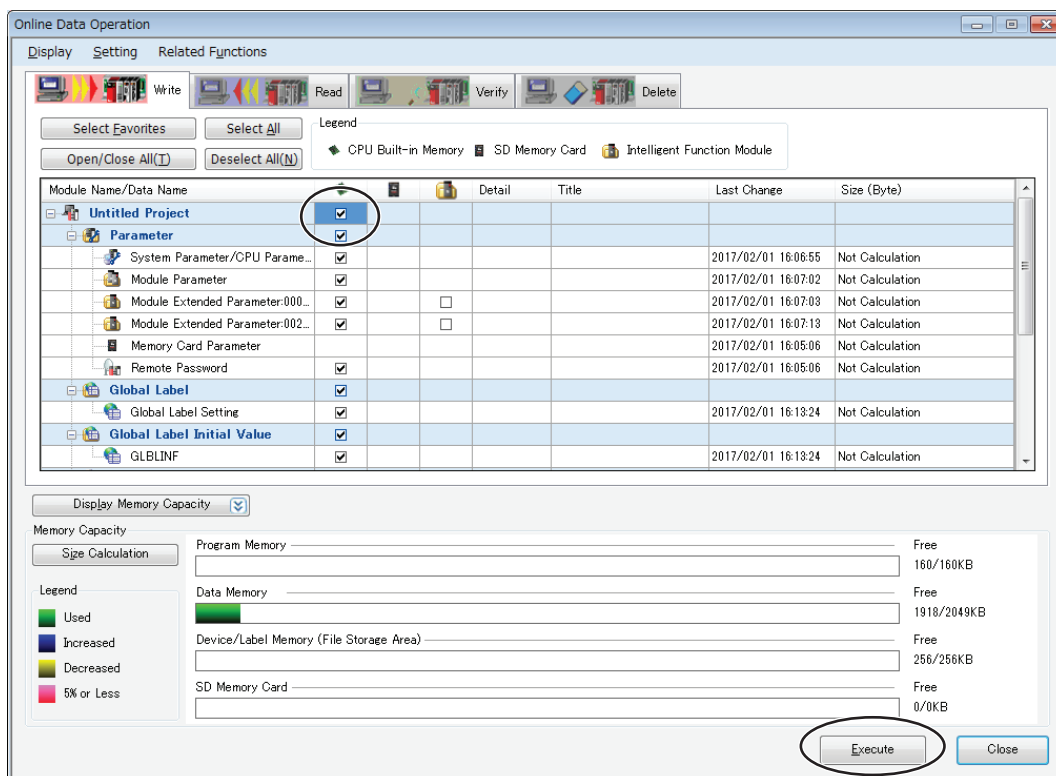 Online Data Operation
Display Setting Related Functions
Write Read Verify Delete
Select Favorites Select All Legend
Open/Close All(T) Deselect All(N) CPU Built-in Memory SD Memory Card Intelligent Function Module
Module Name/Data Name Detail Title Last Change Size (Byte)
Untitled Project
Parameter
System Parameter/CPU Parame... 2017/02/01 16:06:55 Not Calculation
Module Parameter 2017/02/01 16:07:02 Not Calculation
Module Extended Parameter:000... 2017/02/01 16:07:03 Not Calculation
Module Extended Parameter:002... 2017/02/01 16:07:13 Not Calculation
Memory Card Parameter 2017/02/01 16:05:06 Not Calculation
Remote Password 2017/02/01 16:05:06 Not Calculation
Global Label
Global Label Setting 2017/02/01 16:13:24 Not Calculation
Global Label Initial Value
GLBLINF 2017/02/01 16:13:24 Not Calculation
Display Memory Capacity
Memory Capacity
Size Calculation
Program Memory Free
160/160KB
Legend
Used
Increased
Decreased
5% or Less
Data Memory Free
1918/2049KB
Device/Label Memory (File Storage Area) Free
256/256KB
SD Memory Card Free
0/0KB
Execute Close